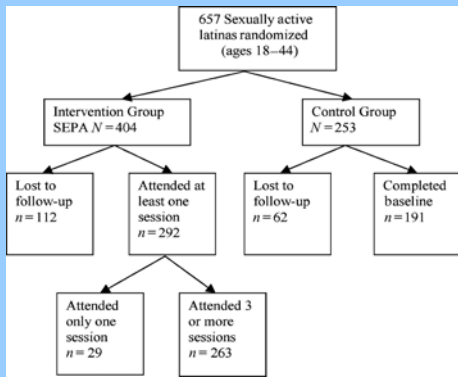 657 Sexually active
latinas randomized
(ages 18–44)
Intervention Group
SEPA N = 404
Control Group
N = 253
Lost to
follow-up
n = 112
Attended at
least one
session
n = 292
Lost to
follow-up
n = 62
Completed
baseline
n = 191
Attended
only one
session
n = 29
Attended 3
or more
sessions
n = 263